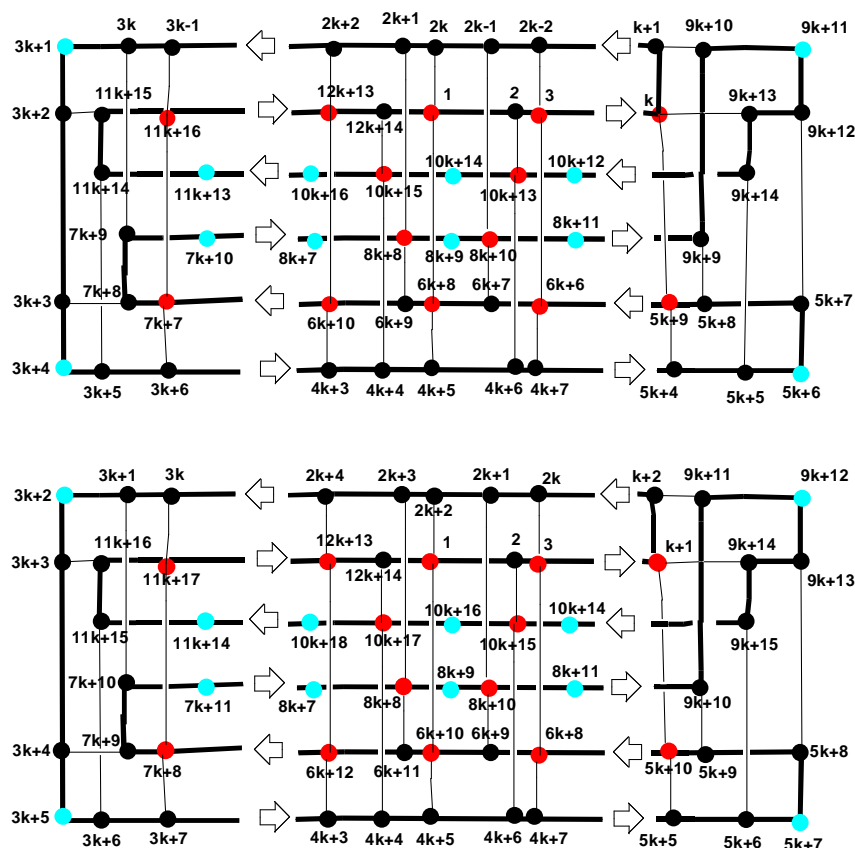 3k+1 3k 3k-1 2k+2 2k+1 2k 2k-1 2k-2 k+1 9k+10 9k+11
11k+15 12k+13 1 2 3 k 9k+13
3k+2 11k+16 12k+14 9k+12
10k+14 10k+12
11k+14 11k+13 10k+16 10k+15 10k+13 9k+14
7k+9 8k+11
7k+10 8k+7 8k+8 8k+9 8k+10 9k+9
3k+3 7k+8 6k+8 6k+7 6k+6 5k+7
7k+7 6k+10 6k+9 5k+9 5k+8
3k+4
3k+5 3k+6 4k+3 4k+4 4k+5 4k+6 4k+7 5k+4 5k+5 5k+6
3k+2 3k+1 3k 2k+4 2k+3 2k+2 2k+1 2k k+2 9k+11 9k+12
11k+16 12k+13 1 2 3 k+1 9k+14
3k+3 11k+17 12k+14 9k+13
10k+16 10k+14
11k+15 11k+14 10k+18 10k+17 10k+15 9k+15
7k+10 8k+9 8k+11
7k+11 8k+7 8k+8 8k+10 9k+10
3k+4 7k+9 6k+10 6k+9 6k+8 5k+8
7k+8 6k+12 6k+11 5k+10 5k+9
3k+5
3k+6 3k+7 4k+3 4k+4 4k+5 4k+6 4k+7 5k+5 5k+6 5k+7